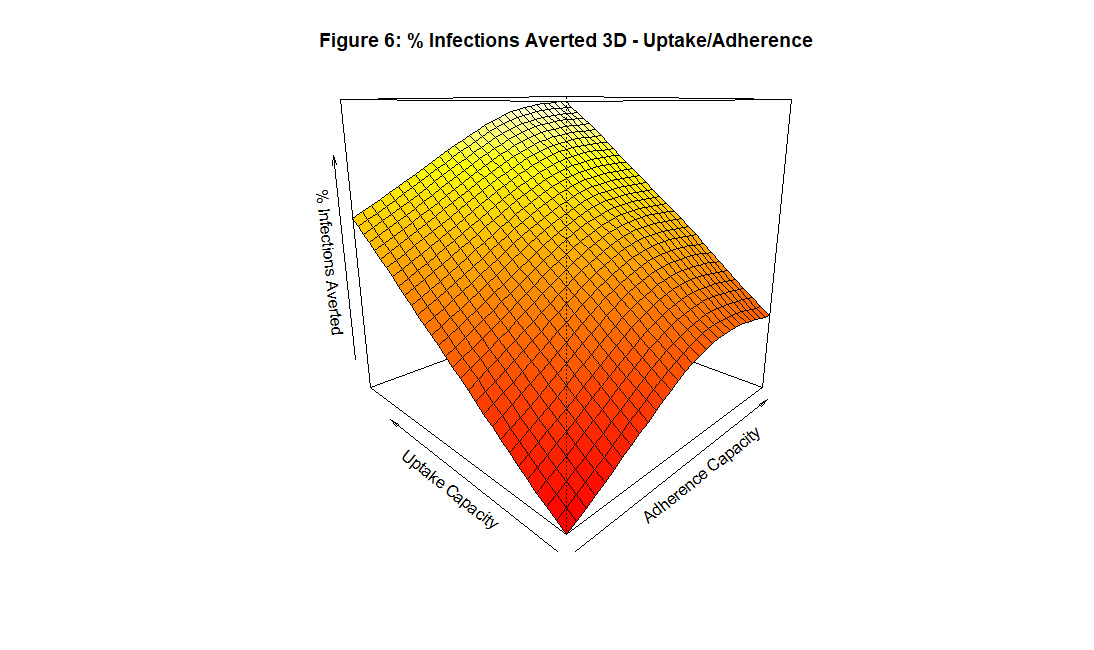 Figure 6: % Infections Averted 3D - Uptake/Adherence
% Infections Averted
Uptake Capacity
Adherence Capacity